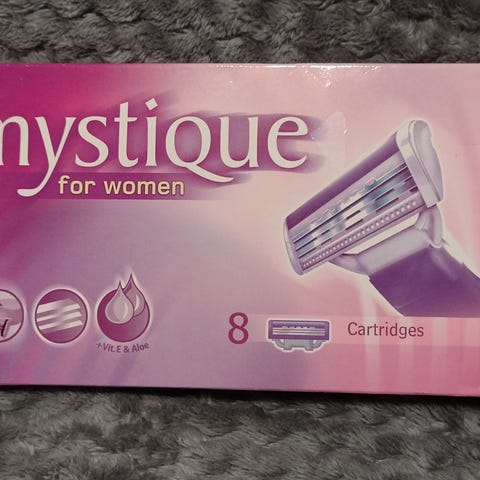 mystique
for women
+Vit.E & Aloe
8 Cartridges